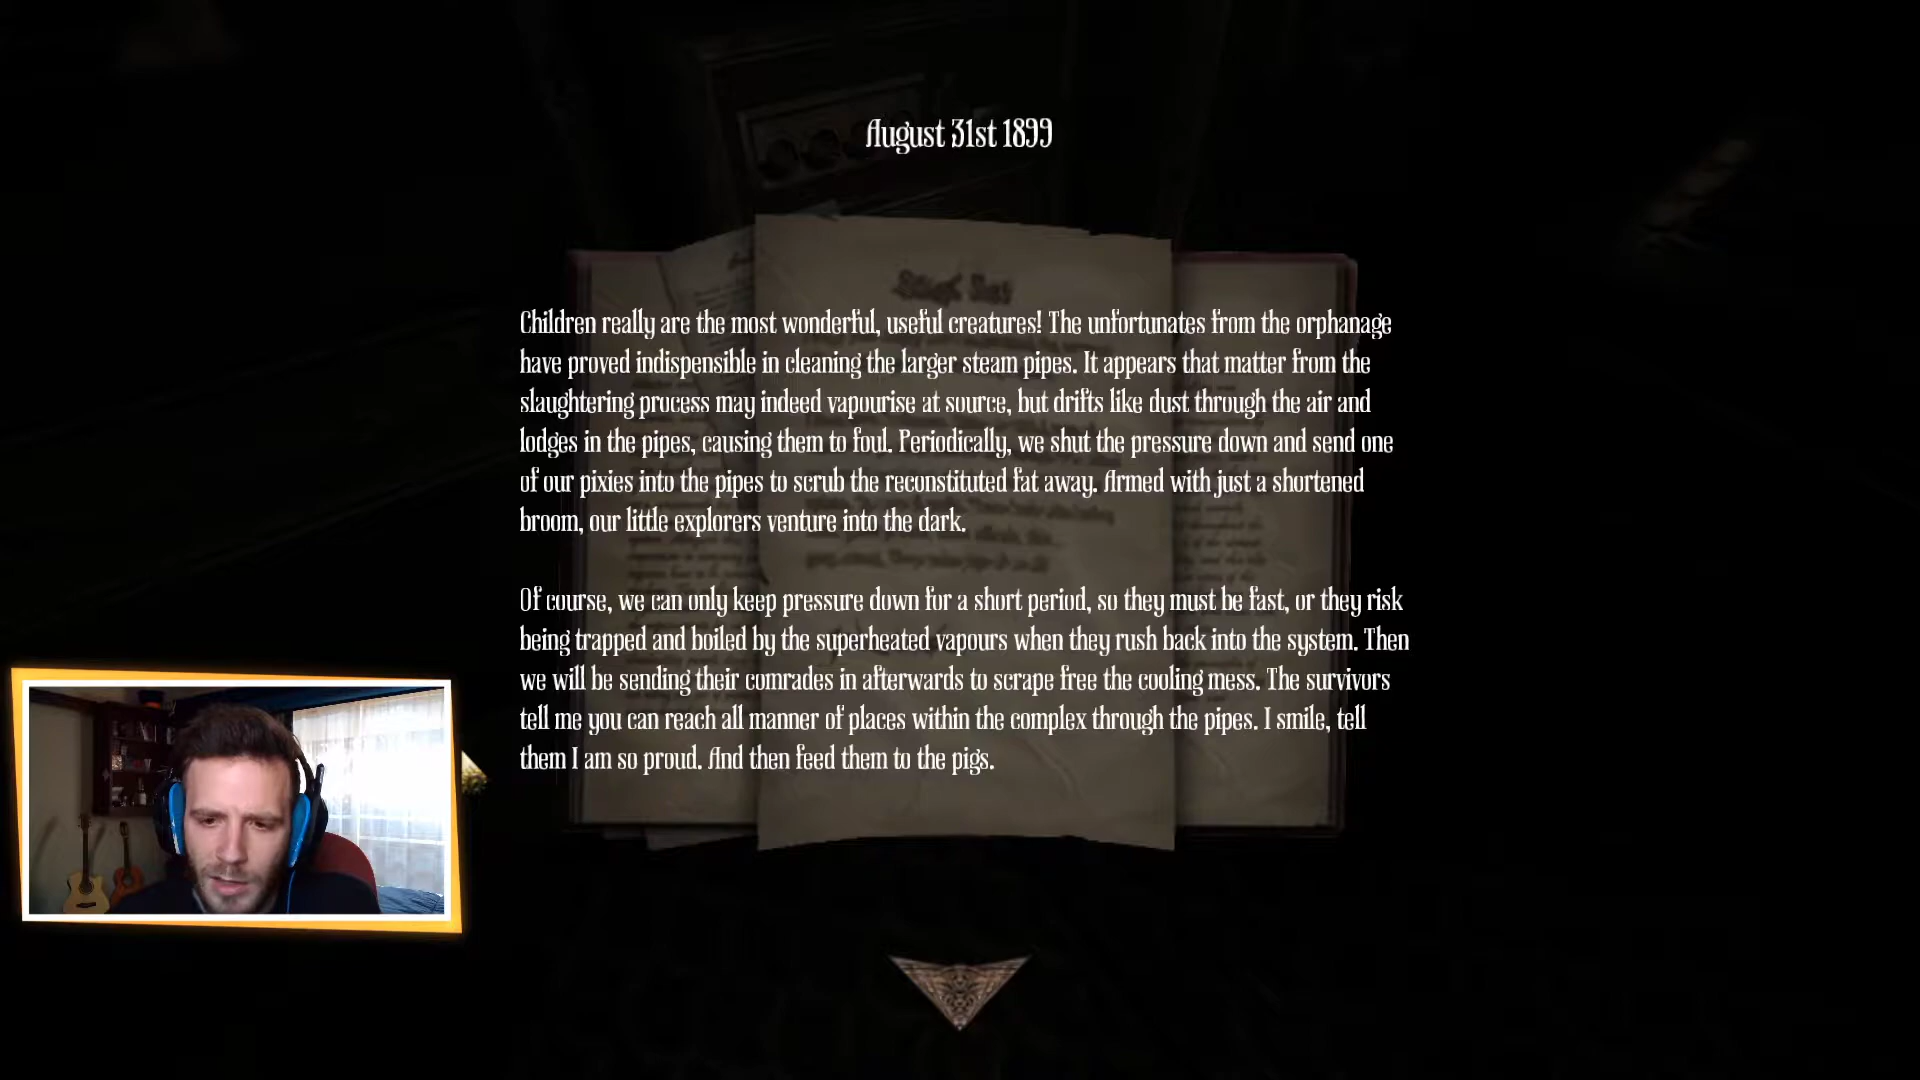 August 31st 1899
Children really are the most wonderful, useful creatures! The unfortunates from the orphanage
have proved indispensible in cleaning the larger steam pipes. It appears that matter from the
slaughtering process may indeed vapourise at source, but drifts like dust through the air and
lodges in the pipes, causing them to foul. Periodically, we shut the pressure down and send one
of our pixies into the pipes to scrub the reconstituted fat away. Armed with just a shortened
broom, our little explorers venture into the dark.
Of course, we can only keep pressure down for a short period, so they must be fast, or they risk
being trapped and boiled by the superheated vapours when they rush back into the system. Then
we will be sending their comrades in afterwards to scrape free the cooling mess. The survivors
tell me you can reach all manner of places within the complex through the pipes. I smile, tell
them I am so proud. And then feed them to the pigs.